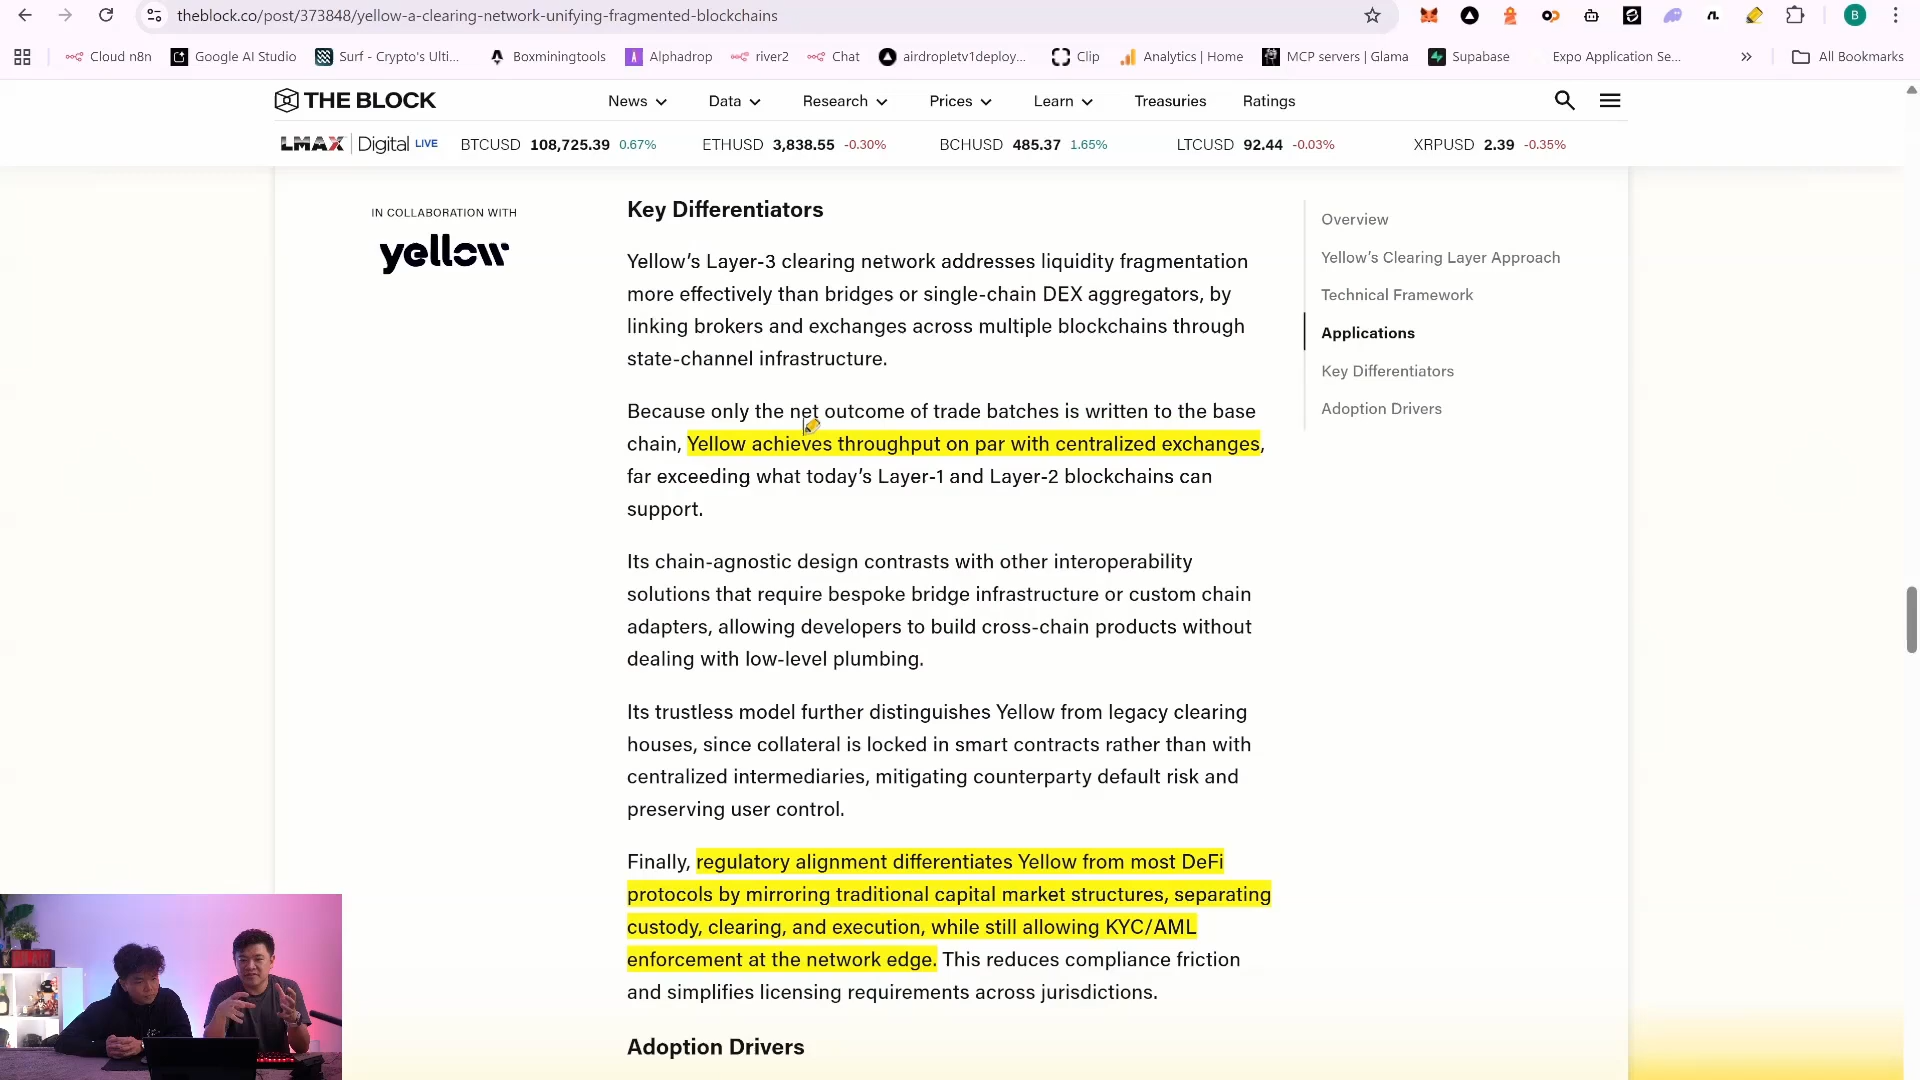 theblock.co/post/373848/yellow-a-clearing-network-unifying-fragmented-blockchains
B
Cloud n8n
Google AI Studio
Surf - Crypto's Ulti...
Boxminingtools
Alphadrop
river2
Chat
airdropletv1deploy...
Clip
Analytics | Home
MCP servers | Glama
Supabase
Expo Application Se...
All Bookmarks
THE BLOCK
News
Data
Research
Prices
Learn
Treasuries
Ratings
LMAX Digital LIVE
BTCUSD 108,725.39 0.67%
ETHUSD 3,838.55 -0.30%
BCHUSD 485.37 1.65%
LTCUSD 92.44 -0.03%
XRPUSD 2.39 -0.35%
IN COLLABORATION WITH
yellow
Key Differentiators
Yellow’s Layer-3 clearing network addresses liquidity fragmentation
more effectively than bridges or single-chain DEX aggregators, by
linking brokers and exchanges across multiple blockchains through
state-channel infrastructure.
Because only the net outcome of trade batches is written to the base
chain, Yellow achieves throughput on par with centralized exchanges,
far exceeding what today’s Layer-1 and Layer-2 blockchains can
support.
Its chain-agnostic design contrasts with other interoperability
solutions that require bespoke bridge infrastructure or custom chain
adapters, allowing developers to build cross-chain products without
dealing with low-level plumbing.
Its trustless model further distinguishes Yellow from legacy clearing
houses, since collateral is locked in smart contracts rather than with
centralized intermediaries, mitigating counterparty default risk and
preserving user control.
Finally, regulatory alignment differentiates Yellow from most DeFi
protocols by mirroring traditional capital market structures, separating
custody, clearing, and execution, while still allowing KYC/AML
enforcement at the network edge. This reduces compliance friction
and simplifies licensing requirements across jurisdictions.
Adoption Drivers
Overview
Yellow’s Clearing Layer Approach
Technical Framework
Applications
Key Differentiators
Adoption Drivers